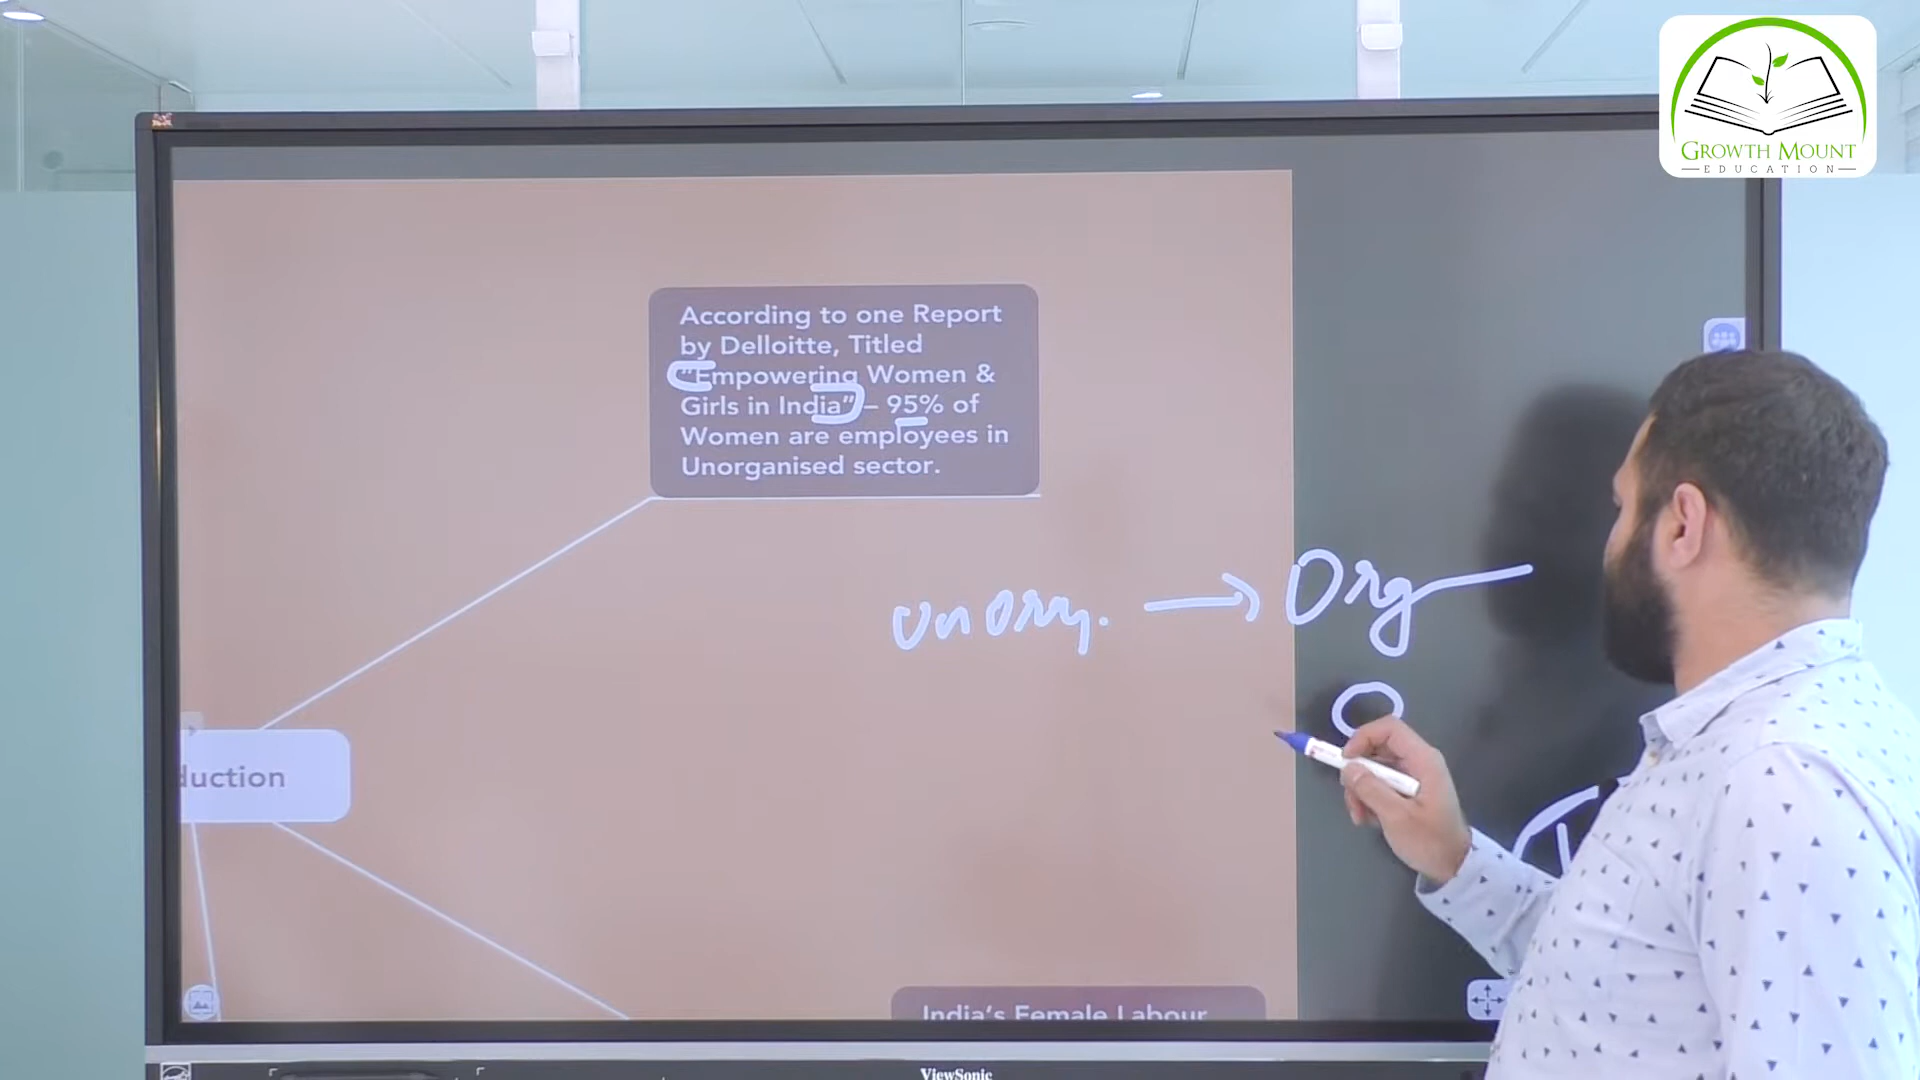 GROWTH MOUNT
EDUCATION
According to one Report
by Delloitte, Titled
"Empowering Women &
Girls in India" – 95% of
Women are employees in
Unorganised sector.
unorg. → Org
duction
India's Female Labour
ViewSonic